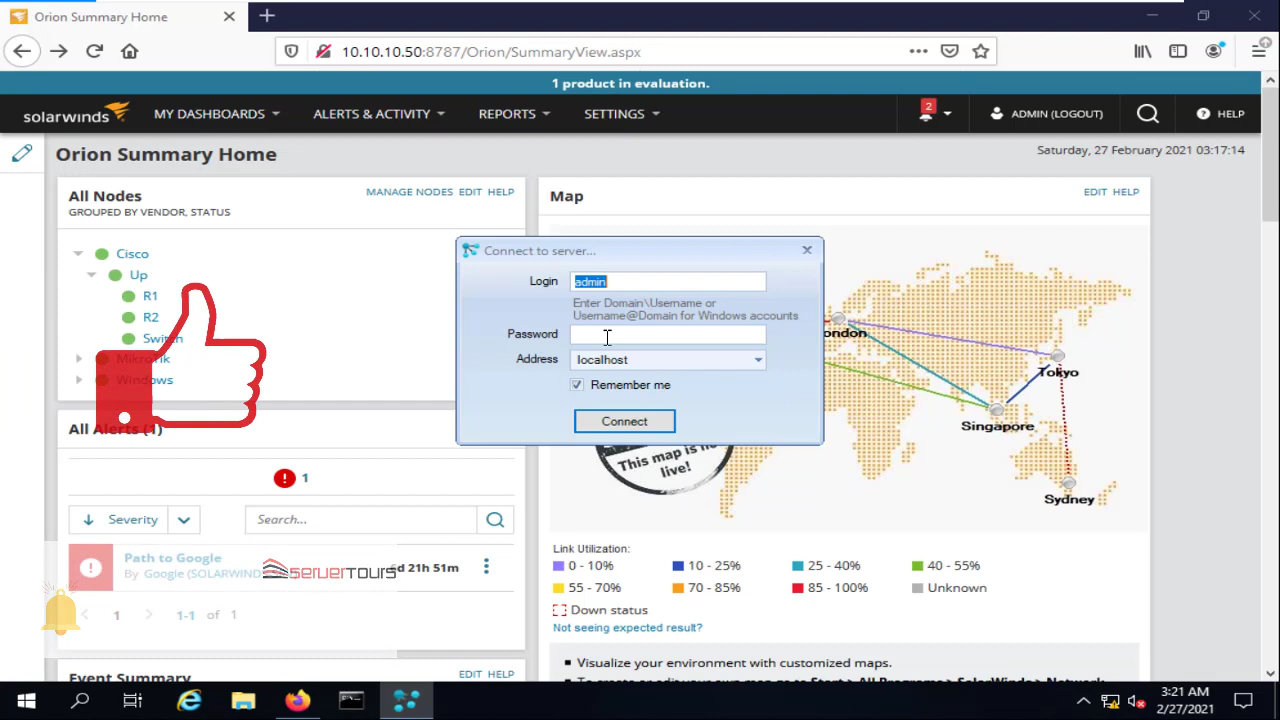 Orion Summary Home
10.10.10.50:8787/Orion/SummaryView.aspx
1 product in evaluation.
solarwinds
MY DASHBOARDS
ALERTS & ACTIVITY
REPORTS
SETTINGS
2
ADMIN (LOGOUT)
? HELP
Orion Summary Home
Saturday, 27 February 2021 03:17:14
All Nodes
MANAGE NODES EDIT HELP
GROUPED BY VENDOR, STATUS
Cisco
Up
R1
R2
Switch
MikroTik
Windows
All Alerts (1)
! 1
Severity
Search...
! Path to Google
By Google (SOLARWIND
SERVERTOURS
6d 21h 51m
1
1-1 of 1
Event Summary
EDIT HELP
Map
EDIT HELP
Connect to server...
Login
admin
Enter Domain\Username or
Username@Domain for Windows accounts
Password
Address
localhost
Remember me
Connect
ondon
Tokyo
Singapore
Sydney
This map is no
live!
Link Utilization:
0 - 10%
10 - 25%
25 - 40%
40 - 55%
55 - 70%
70 - 85%
85 - 100%
Unknown
Down status
Not seeing expected result?
Visualize your environment with customized maps.
3:21 AM
2/27/2021